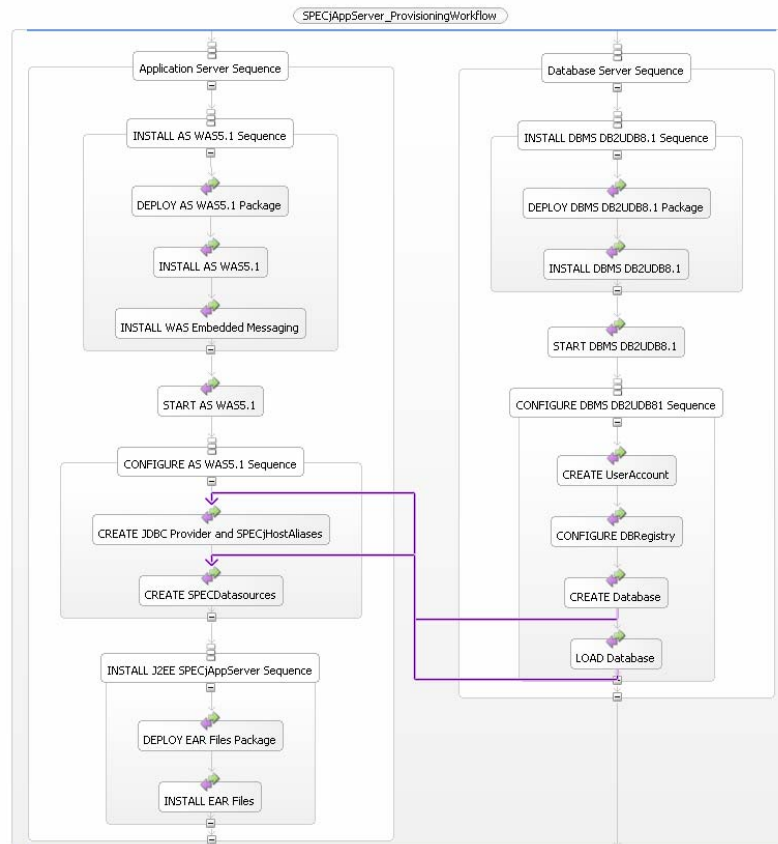 SPECjAppServer_ProvisioningWorkflow
Application Server Sequence
INSTALL AS WAS5.1 Sequence
DEPLOY AS WAS5.1 Package
INSTALL AS WAS5.1
INSTALL WAS Embedded Messaging
START AS WAS5.1
CONFIGURE AS WAS5.1 Sequence
CREATE JDBC Provider and SPECjHostAliases
CREATE SPECDatasources
INSTALL J2EE SPECjAppServer Sequence
DEPLOY EAR Files Package
INSTALL EAR Files
Database Server Sequence
INSTALL DBMS DB2UDB8.1 Sequence
DEPLOY DBMS DB2UDB8.1 Package
INSTALL DBMS DB2UDB8.1
START DBMS DB2UDB8.1
CONFIGURE DBMS DB2UDB81 Sequence
CREATE UserAccount
CONFIGURE DBRegistry
CREATE Database
LOAD Database